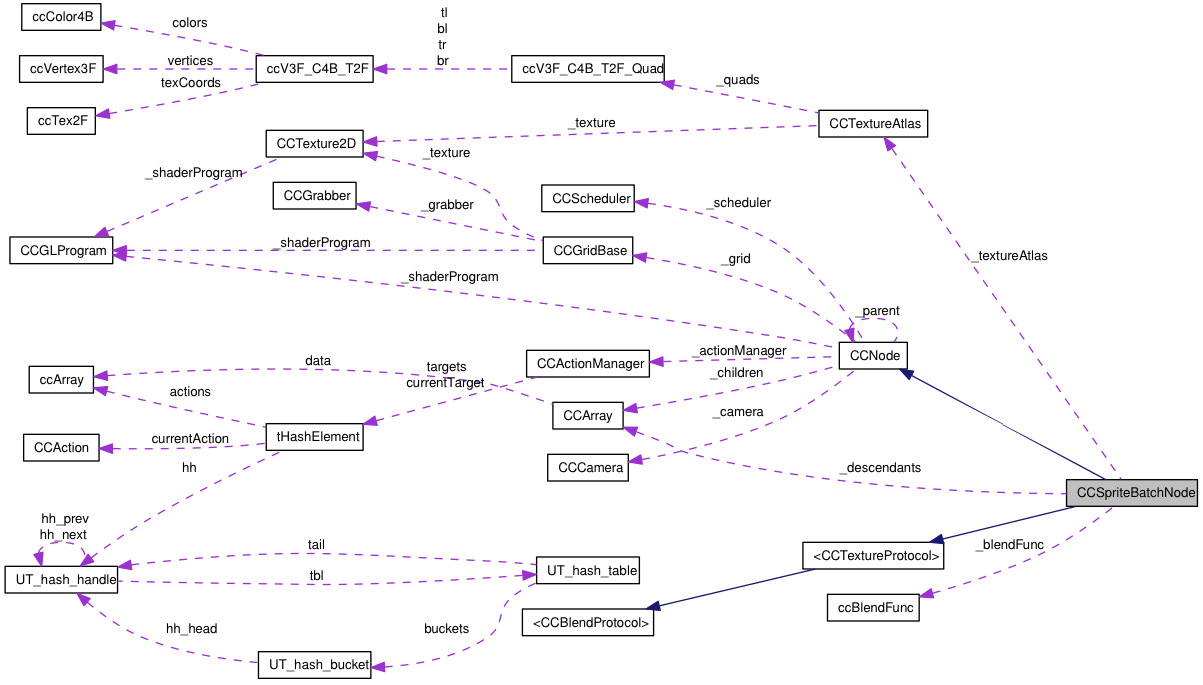 ccColor4B
colors
tl
bl
tr
br
ccVertex3F
vertices
ccV3F_C4B_T2F
ccV3F_C4B_T2F_Quad
texCoords
_quads
ccTex2F
_texture
CCTextureAtlas
CCTexture2D
_texture
_shaderProgram
CCGrabber
_grabber
CCScheduler
_scheduler
CCGLProgram
_shaderProgram
CCGridBase
_grid
_textureAtlas
_shaderProgram
_parent
data
targets
currentTarget
CCActionManager
_actionManager
CCNode
ccArray
actions
_children
CCArray
_camera
CCAction
currentAction
tHashElement
hh
CCCamera
_descendants
CCSpriteBatchNode
hh_prev
hh_next
tail
_blendFunc
<CCTextureProtocol>
UT_hash_handle
tbl
UT_hash_table
ccBlendFunc
hh_head
buckets
<CCBlendProtocol>
UT_hash_bucket